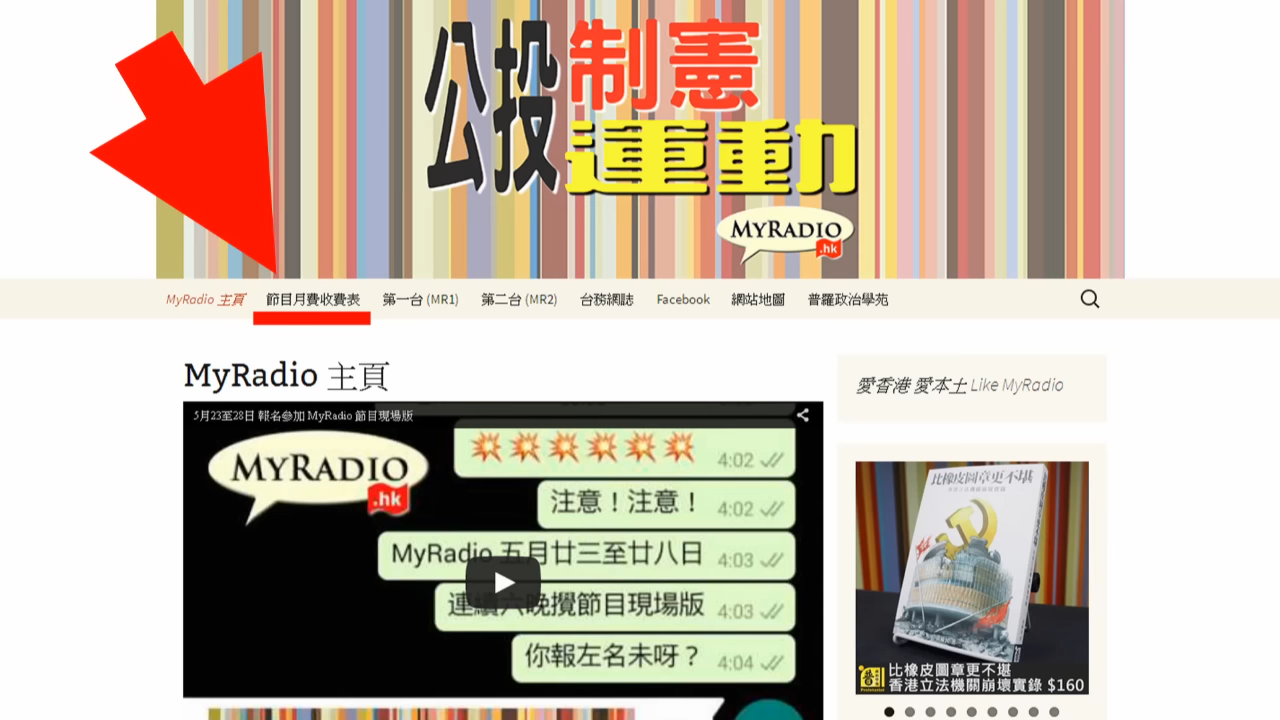 公投制憲
運動
MYRADIO
.hk
MyRadio 主頁 節目月費收費表 第一台 (MR1) 第二台 (MR2) 台務網誌 Facebook 網站地圖 普羅政治學苑
MyRadio 主頁
愛香港 愛本土 Like MyRadio
5月23至28日 報名參加 MyRadio 節目現場版
MYRADIO
.hk
4:02
注意！注意！ 4:02
MyRadio 五月廿三至廿八日 4:03
連續六晚攪節目現場版 4:03
你報左名未呀？ 4:04
比橡皮圖章更不堪
普
比橡皮圖章更不堪
香港立法機關崩壞實錄 $160